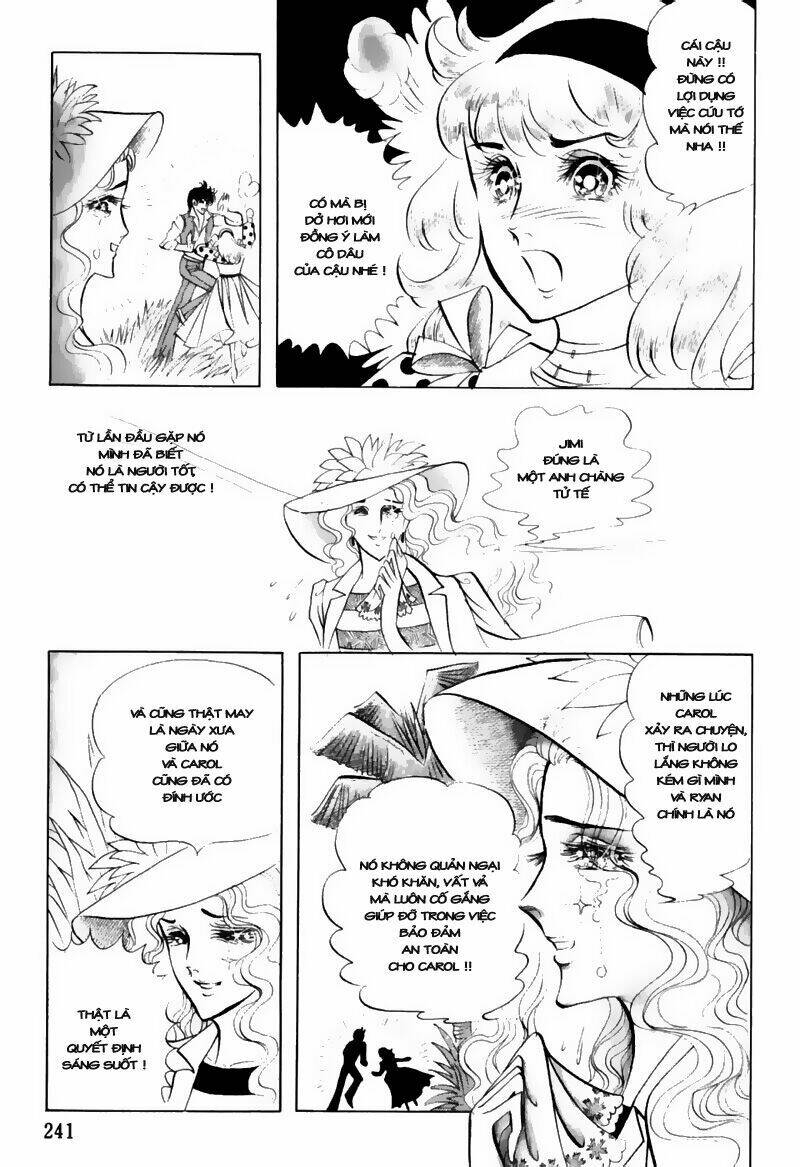 CÁI CẬU
NÀY !!
ĐỪNG CÓ
LỢI DỤNG
VIỆC CỨU TỚ
MÀ NÓI THẾ
NHA !!
CÓ MÀ BỊ
DỞ HƠI MỚI
ĐỒNG Ý LÀM
CÔ DÂU
CỦA CẬU NHÉ !
JIMI
ĐÚNG LÀ
MỘT ANH CHÀNG
TỬ TẾ
TỪ LẦN ĐẦU GẶP NÓ
MÌNH ĐÃ BIẾT
NÓ LÀ NGƯỜI TỐT,
CÓ THỂ TIN CẬY ĐƯỢC !
NHỮNG LÚC
CAROL
XẢY RA CHUYỆN,
THÌ NGƯỜI LO
LẮNG KHÔNG
KÉM GÌ MÌNH
VÀ RYAN
CHÍNH LÀ NÓ
NÓ KHÔNG QUẢN NGẠI
KHÓ KHĂN, VẤT VẢ
MÀ LUÔN CỐ GẮNG
GIÚP ĐỠ TRONG VIỆC
BẢO ĐẢM
AN TOÀN
CHO CAROL !!
VÀ CŨNG THẬT MAY
LÀ NGÀY XƯA
GIỮA NÓ
VÀ CAROL
CŨNG ĐÃ CÓ
ĐÍNH ƯỚC
THẬT LÀ
MỘT
QUYẾT ĐỊNH
SÁNG SUỐT !
241